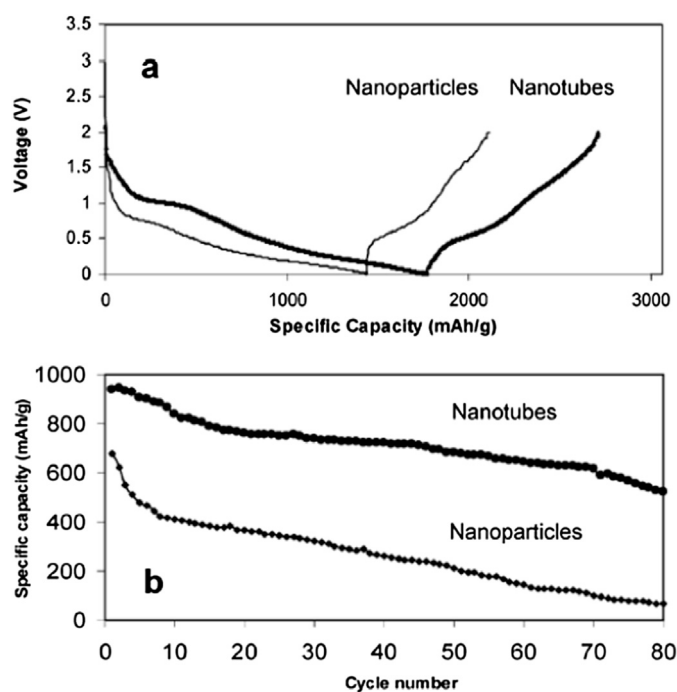 3.5
a
3
Nanoparticles Nanotubes
2.5
Voltage (V)
2
1.5
1
0.5
0
0 1000 2000 3000
Specific Capacity (mAh/g)
1000
Nanotubes
800
Specific capacity (mAh/g)
600
Nanoparticles
400
200
b
0
0 10 20 30 40 50 60 70 80
Cycle number